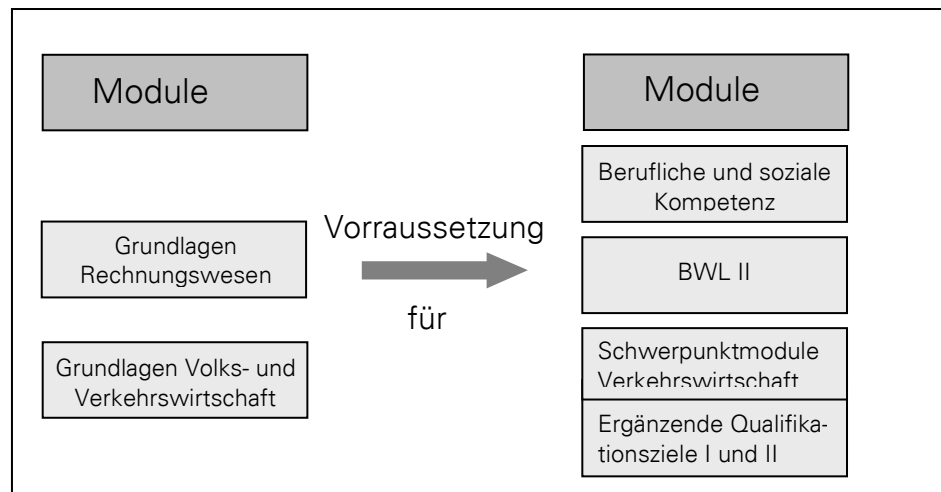 Module
Grundlagen
Rechnungswesen
Grundlagen Volks- und
Verkehrswirtschaft
Vorraussetzung
für
Module
Berufliche und soziale
Kompetenz
BWL II
Schwerpunktmodule
Verkehrswirtschaft
Ergänzende Qualifika-
tionsziele I und II